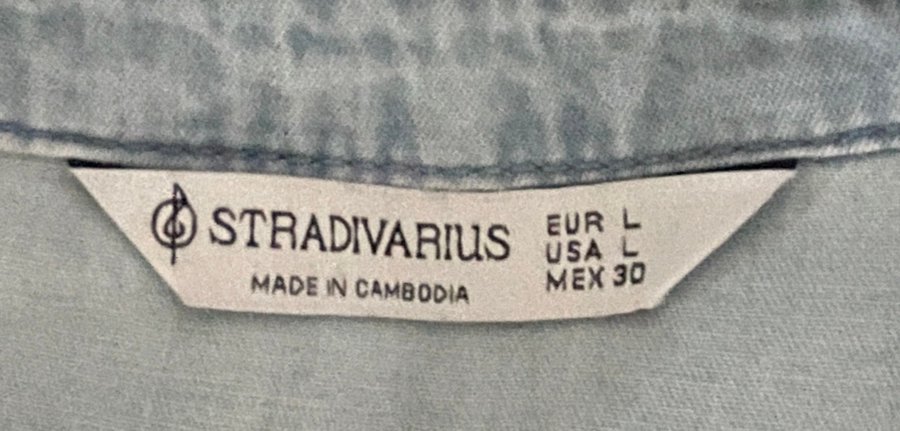 STRADIVARIUS
MADE IN CAMBODIA
EUR L
USA L
MEX 30